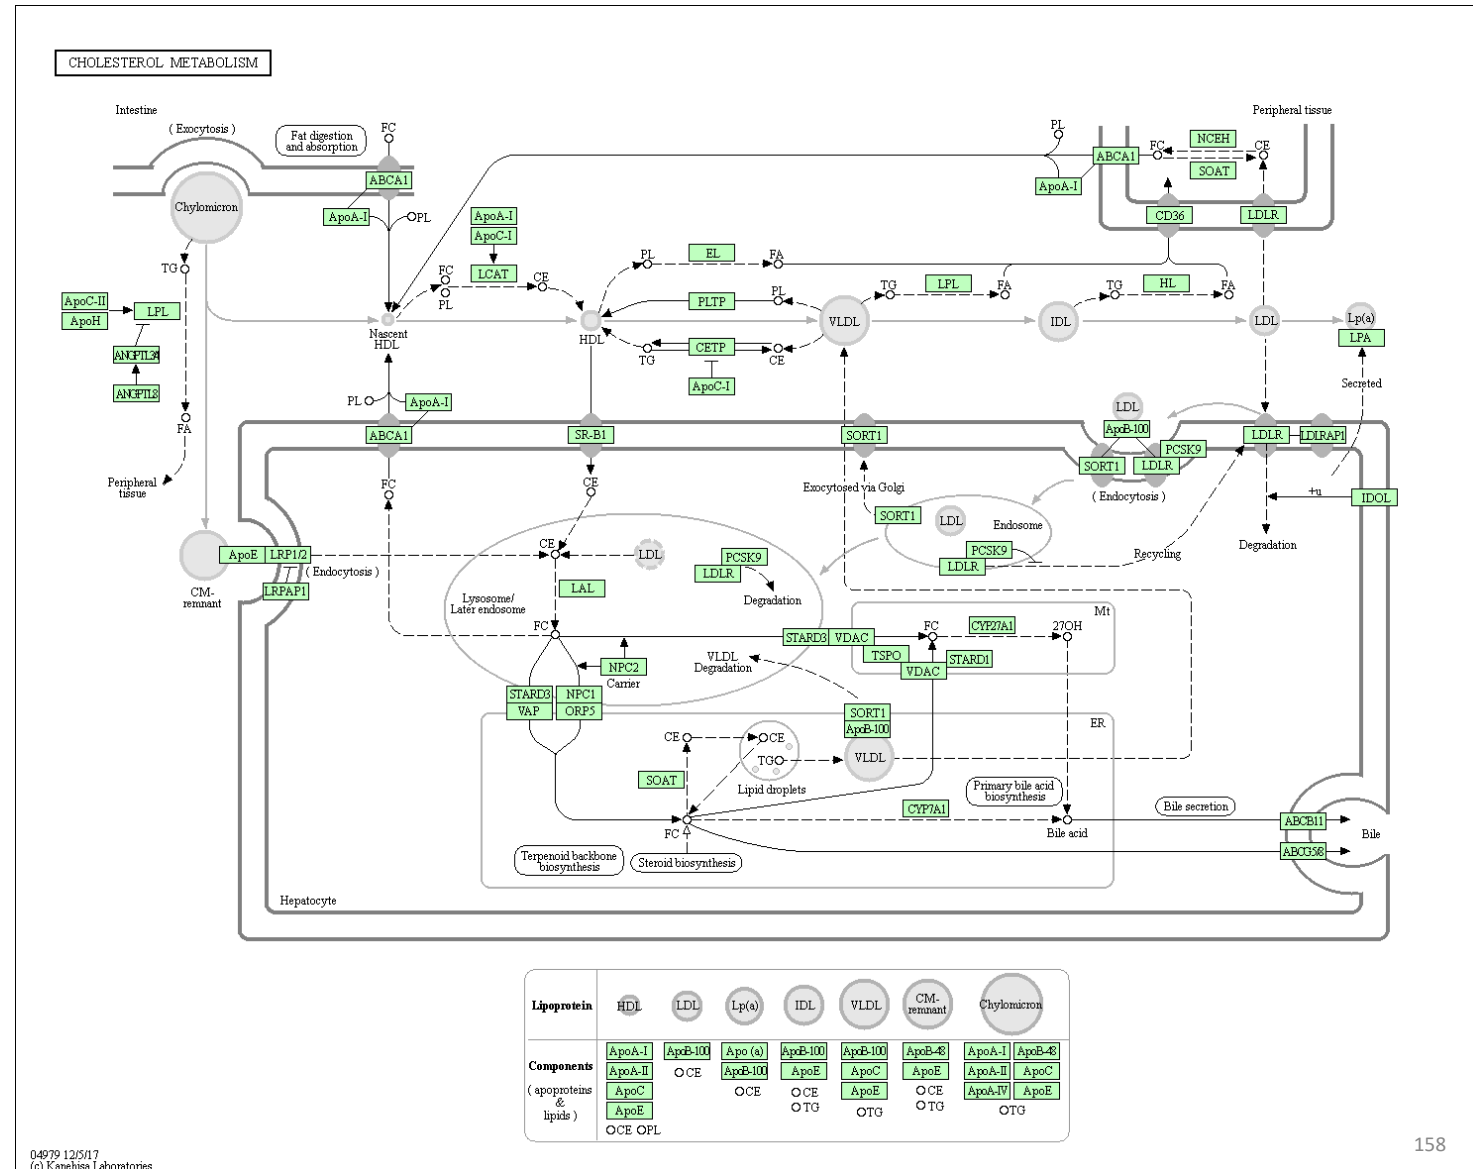 CHOLESTEROL METABOLISM
Intestine
( Exocytosis )
Fat digestion
and absorption
FC
PL
Peripheral tissue
NCEH
FC
CE
ABCA1
SOAT
ABCA1
ApoA-I
Chylomicron
ApoA-I
PL
ApoA-I
ApoC-I
CD36
LDLR
TG
FC
LCAT
CE
PL
EL
FA
PL
PL
PLTP
TG
LPL
FA
TG
HL
FA
ApoC-II
ApoH
LPL
Nascent
HDL
HDL
VLDL
IDL
LDL
Lp(a)
LPA
TG
CETP
CE
ANGPTL3/4
ApoC-I
ANGPTL8
Secreted
PL
ApoA-I
FA
LDL
ApoB-100
ABCA1
SR-B1
SORT1
LDLR
LDLRAP1
PCSK9
SORT1
LDLR
Peripheral
tissue
FC
CE
Exocytosed via Golgi
( Endocytosis )
+u
IDOL
SORT1
LDL
Endosome
Degradation
ApoE
LRP1/2
( Endocytosis )
CE
LDL
PCSK9
LDLR
PCSK9
LDLR
Recycling
CM-
remnant
LRPAP1
LAL
Degradation
Lysosome/
Later endosome
Mt
FC
STARD3
VDAC
FC
CYP27A1
27OH
TSPO
STARD1
VDAC
NPC2
Carrier
VLDL
Degradation
STARD3
NPC1
VAP
ORP5
SORT1
ApoB-100
ER
CE
CE
TG
VLDL
SOAT
Lipid droplets
Primary bile acid
biosynthesis
CYP7A1
Bile secretion
FC
Bile acid
ABCB11
Bile
ABCG5/8
Terpenoid backbone
biosynthesis
Steroid biosynthesis
Hepatocyte
Lipoprotein
HDL
LDL
Lp(a)
IDL
VLDL
CM-
remnant
Chylomicron
Components
( apoproteins
&
lipids )
ApoA-I
ApoA-II
ApoC
ApoE
CE PL
ApoB-100
CE
Apo (a)
ApoB-100
CE
ApoB-100
ApoE
CE
TG
ApoB-100
ApoC
ApoE
TG
ApoB-48
ApoE
CE
TG
ApoA-I ApoB-48
ApoA-II ApoC
ApoA-IV ApoE
TG
04979 12/5/17
(c) Kanehisa Laboratories
158